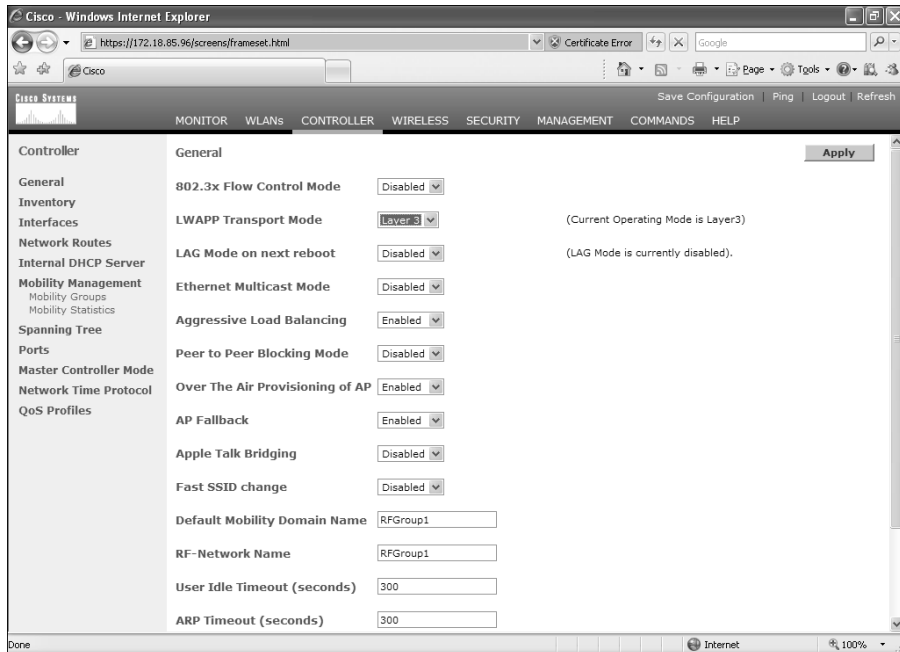 Cisco - Windows Internet Explorer
https://172.18.85.96/screens/frameset.html
Certificate Error
Google
Cisco
Page
Tools
CISCO SYSTEMS
Save Configuration | Ping | Logout | Refresh
MONITOR WLANs CONTROLLER WIRELESS SECURITY MANAGEMENT COMMANDS HELP
Controller
General
Inventory
Interfaces
Network Routes
Internal DHCP Server
Mobility Management
Mobility Groups
Mobility Statistics
Spanning Tree
Ports
Master Controller Mode
Network Time Protocol
QoS Profiles
General
Apply
802.3x Flow Control Mode Disabled
LWAPP Transport Mode Layer 3 (Current Operating Mode is Layer3)
LAG Mode on next reboot Disabled (LAG Mode is currently disabled).
Ethernet Multicast Mode Disabled
Aggressive Load Balancing Enabled
Peer to Peer Blocking Mode Disabled
Over The Air Provisioning of AP Enabled
AP Fallback Enabled
Apple Talk Bridging Disabled
Fast SSID change Disabled
Default Mobility Domain Name RFGroup1
RF-Network Name RFGroup1
User Idle Timeout (seconds) 300
ARP Timeout (seconds) 300
Done
Internet
100%